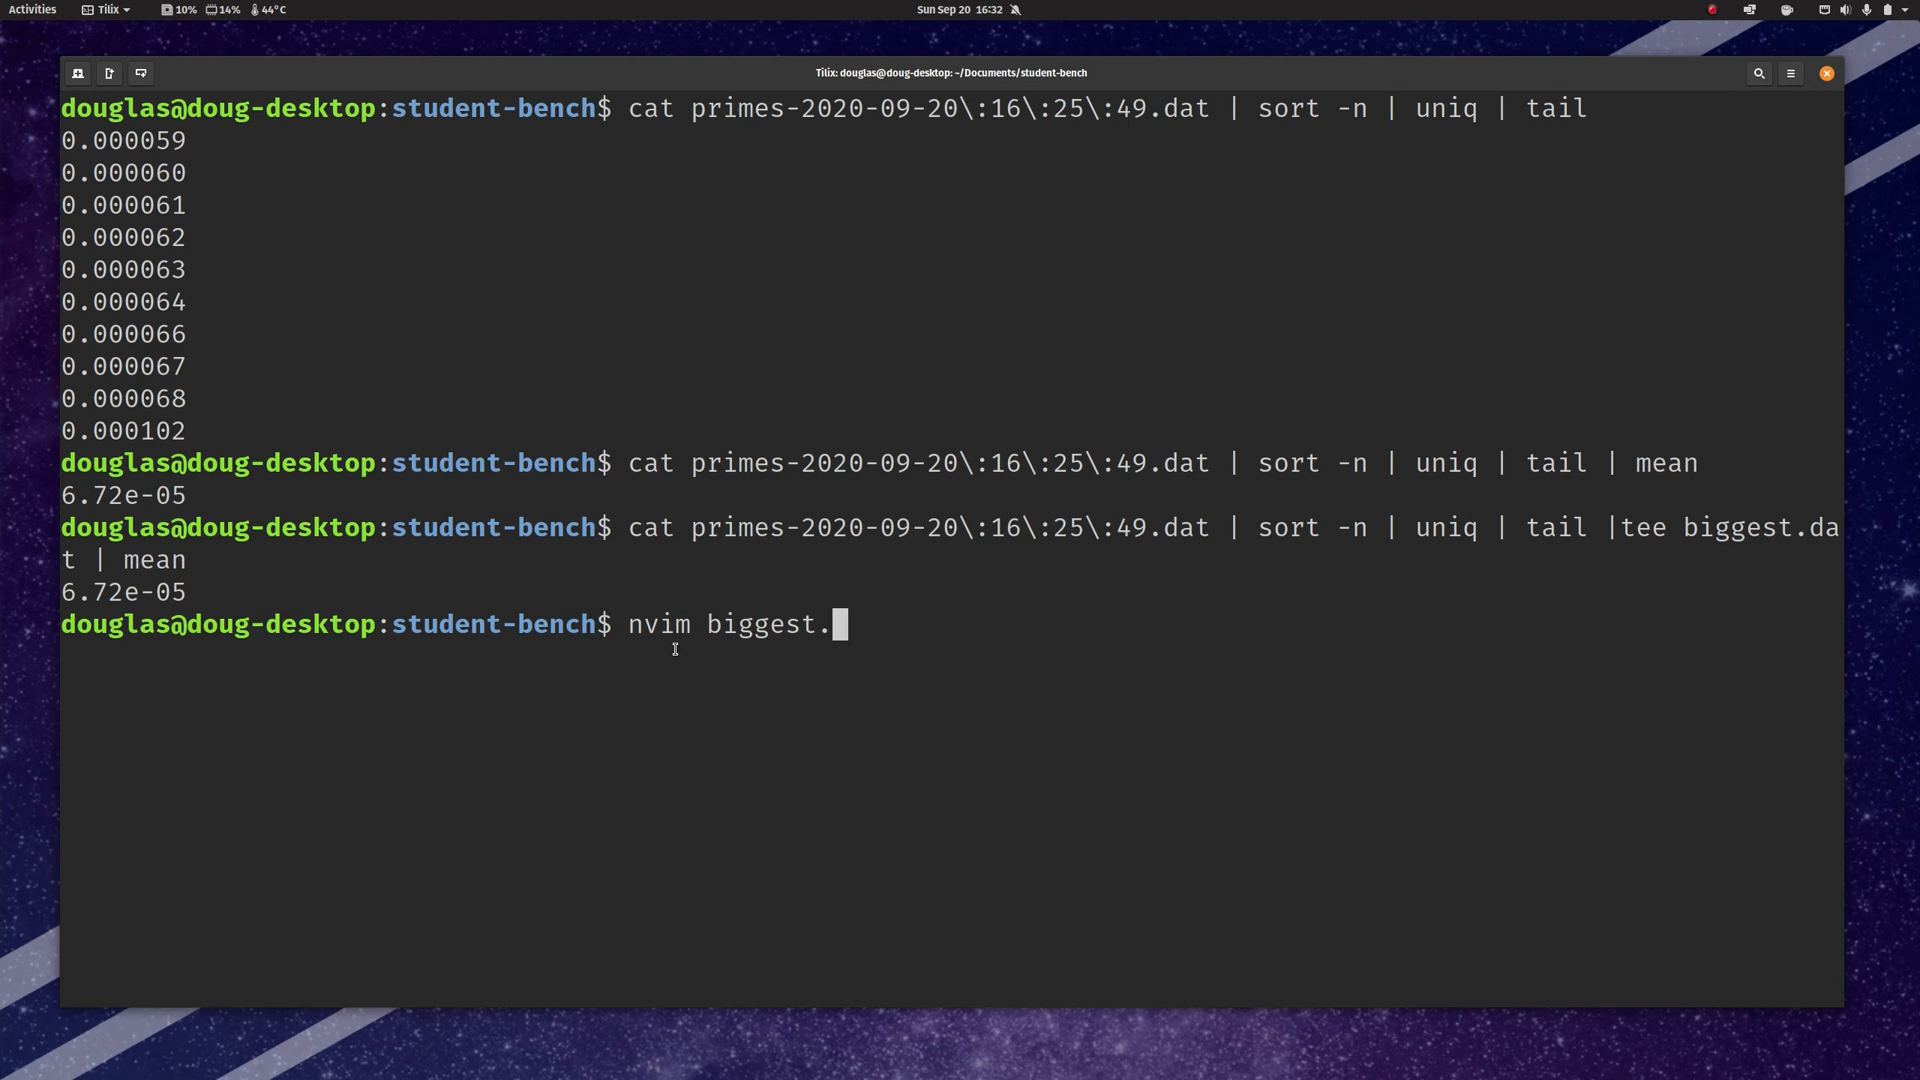 Activities Tilix 10% 14% 44°C Sun Sep 20 16:32
Tilix: douglas@doug-desktop: ~/Documents/student-bench
douglas@doug-desktop:student-bench$ cat primes-2020-09-20\:16\:25\:49.dat | sort -n | uniq | tail
0.000059
0.000060
0.000061
0.000062
0.000063
0.000064
0.000066
0.000067
0.000068
0.000102
douglas@doug-desktop:student-bench$ cat primes-2020-09-20\:16\:25\:49.dat | sort -n | uniq | tail | mean
6.72e-05
douglas@doug-desktop:student-bench$ cat primes-2020-09-20\:16\:25\:49.dat | sort -n | uniq | tail |tee biggest.da
t | mean
6.72e-05
douglas@doug-desktop:student-bench$ nvim biggest.